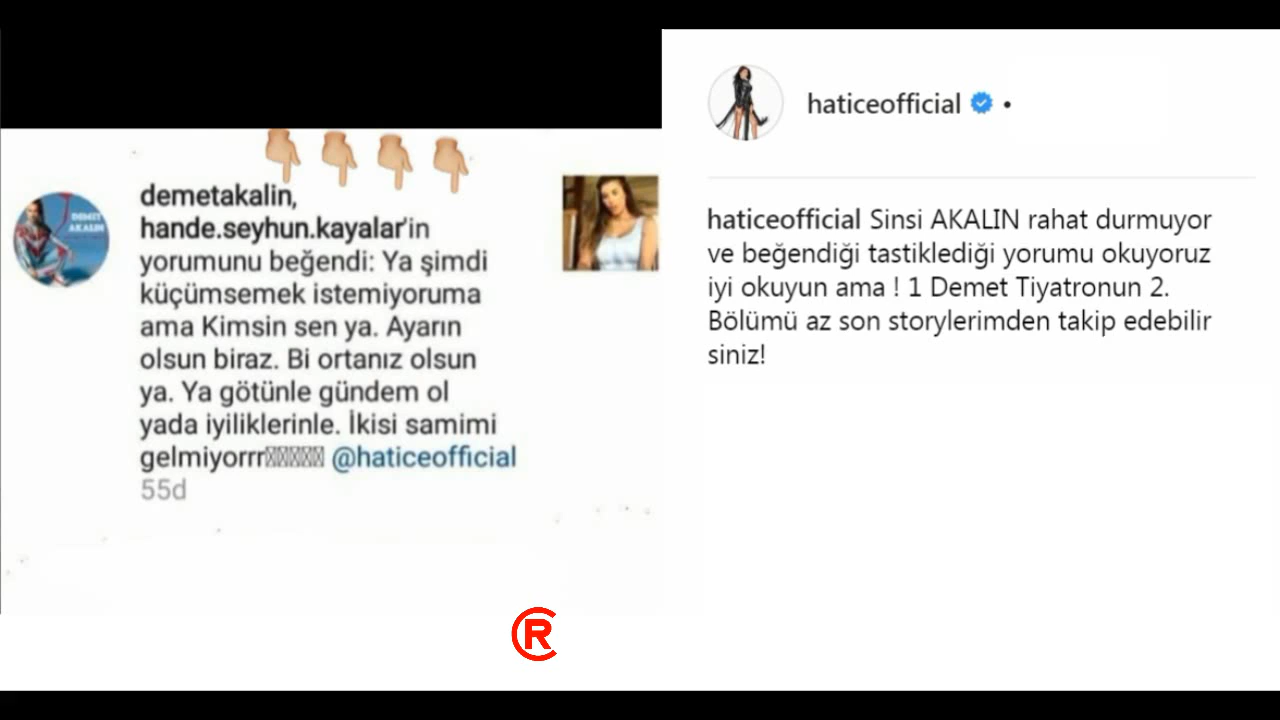 demetakalin,
hande.seyhun.kayalar'in
yorumunu beğendi: Ya şimdi
küçümsemek istemiyoruma
ama Kimsin sen ya. Ayarın
olsun biraz. Bi ortanız olsun
ya. Ya götünle gündem ol
yada iyiliklerinle. İkisi samimi
gelmiyorrr @haticeofficial
55d
DEMET
AKALIN
haticeofficial
haticeofficial Sinsi AKALIN rahat durmuyor
ve beğendiği tastiklediği yorumu okuyoruz
iyi okuyun ama ! 1 Demet Tiyatronun 2.
Bölümü az son storylerimden takip edebilir
siniz!
R